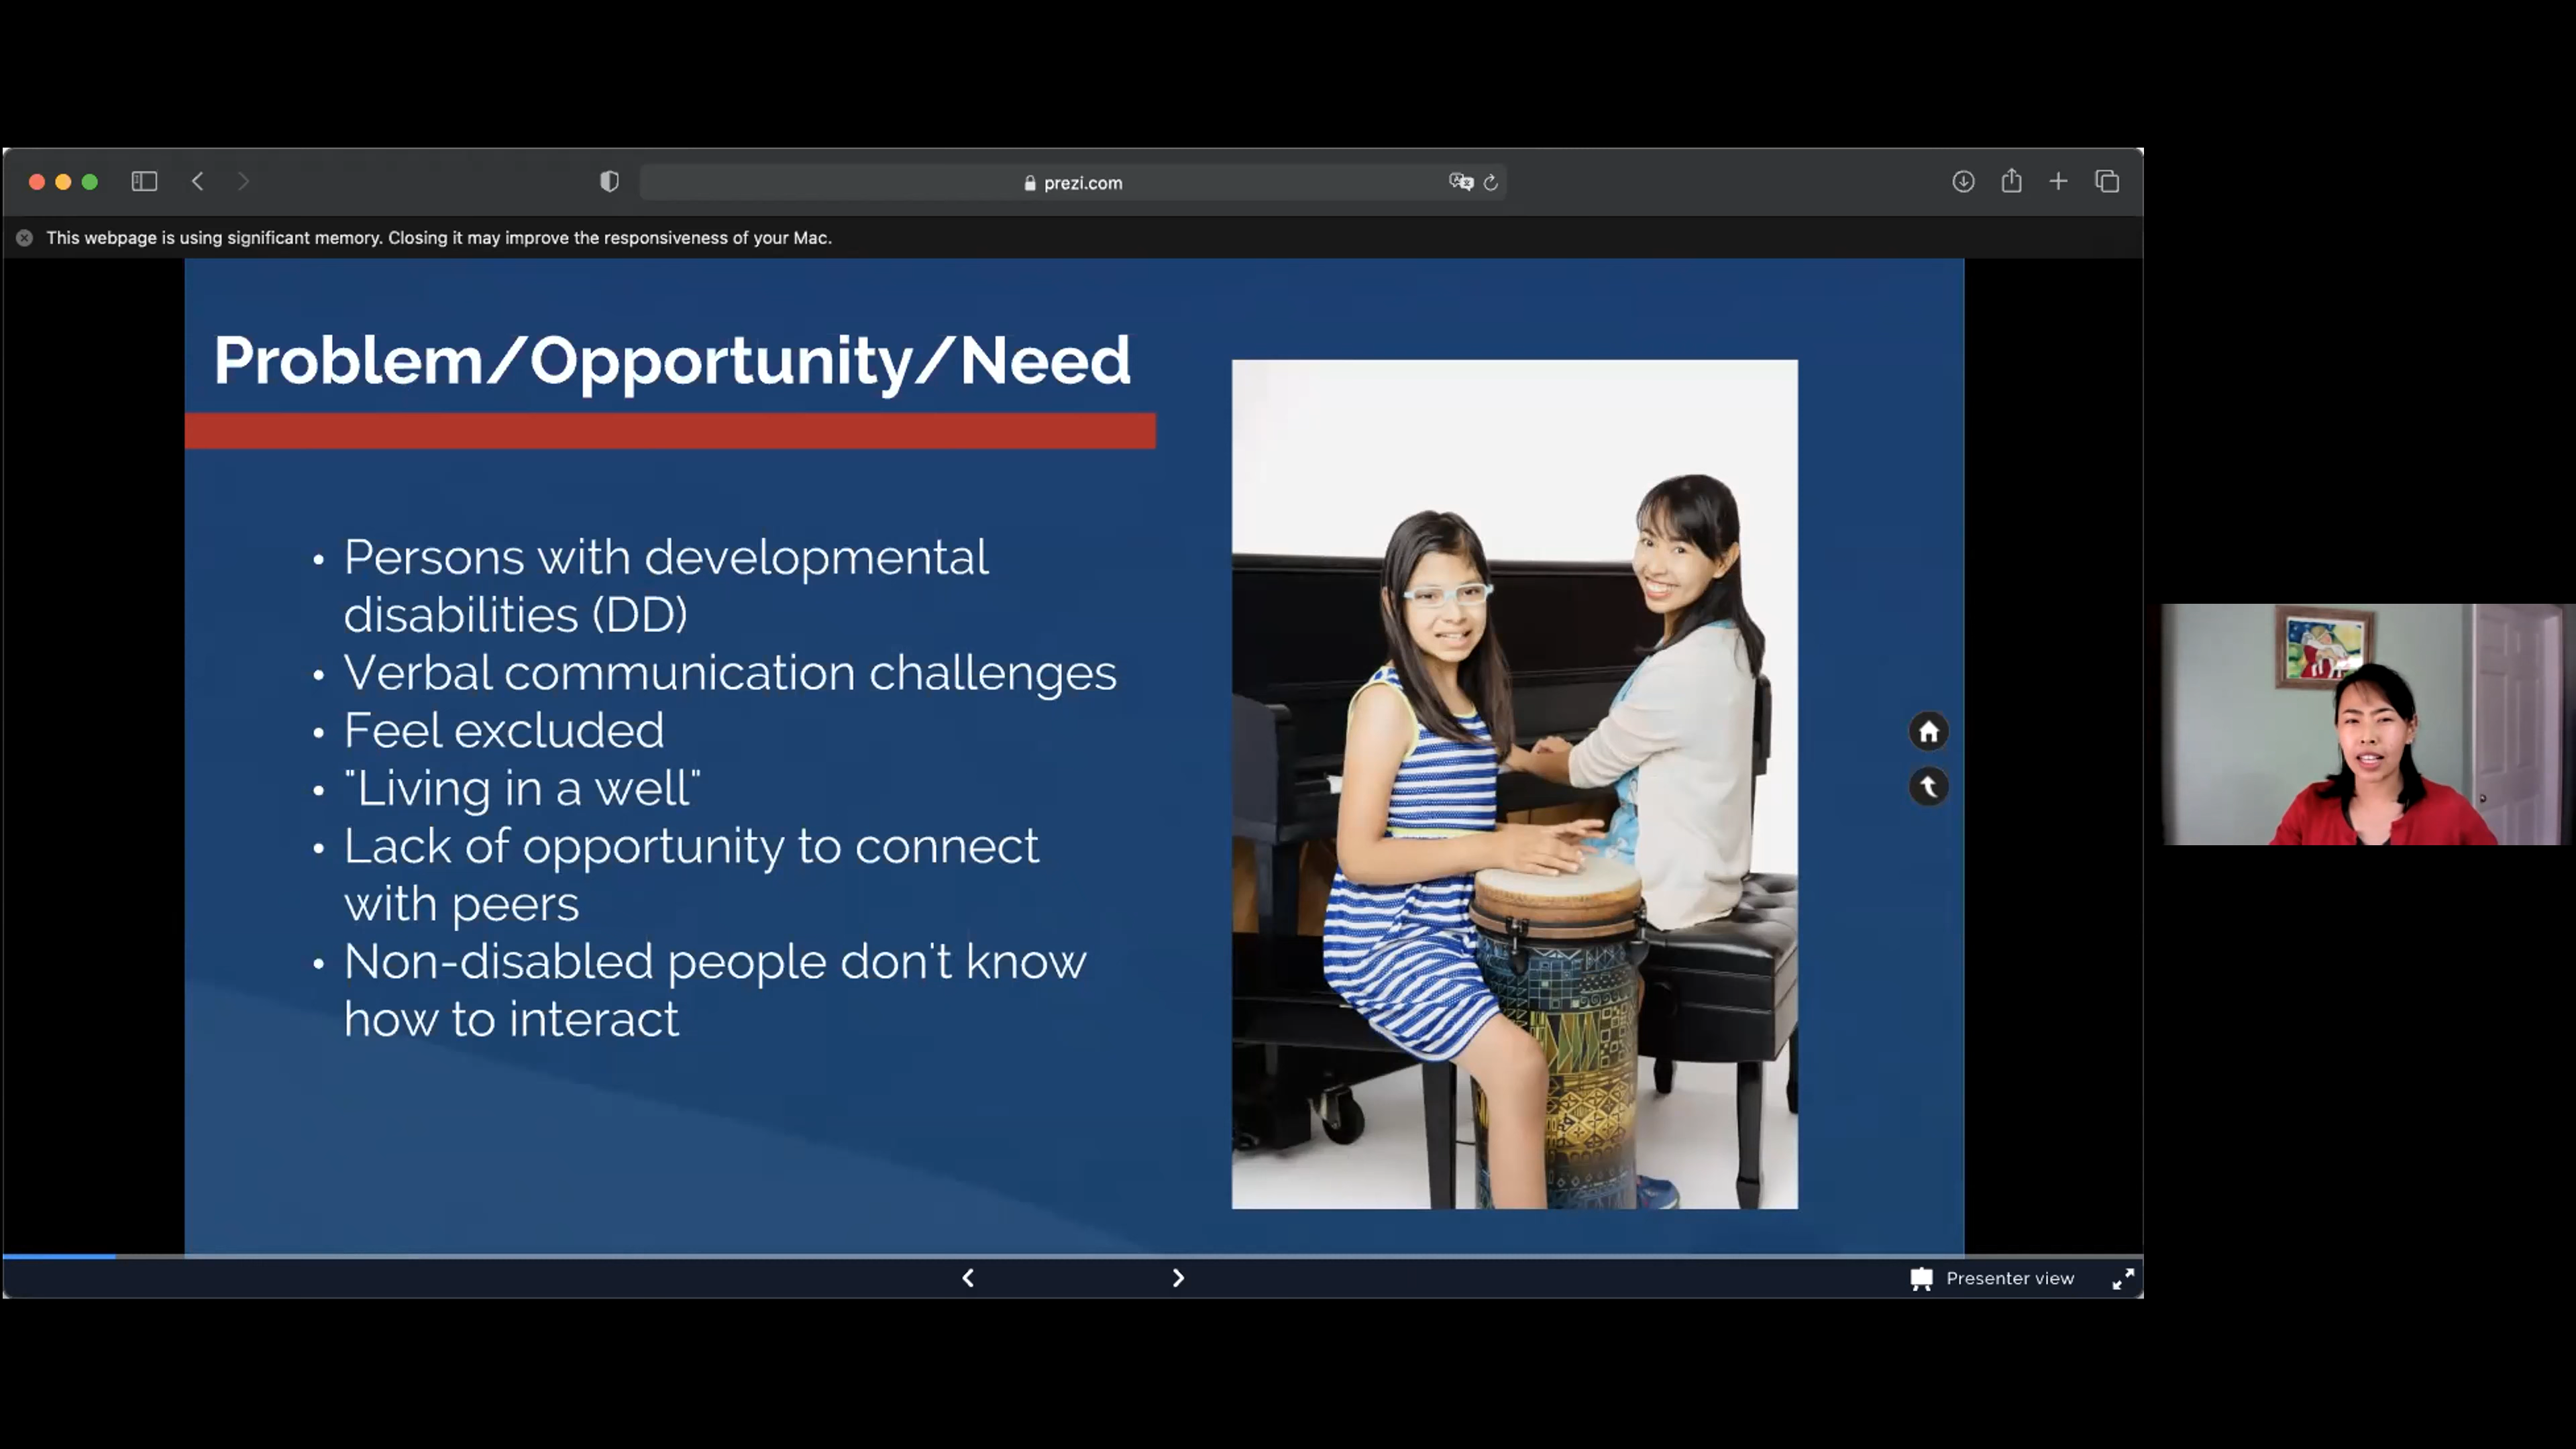 prezi.com
This webpage is using significant memory. Closing it may improve the responsiveness of your Mac.
Problem/Opportunity/Need
• Persons with developmental
disabilities (DD)
• Verbal communication challenges
• Feel excluded
• "Living in a well"
• Lack of opportunity to connect
with peers
• Non-disabled people don't know
how to interact
Presenter view